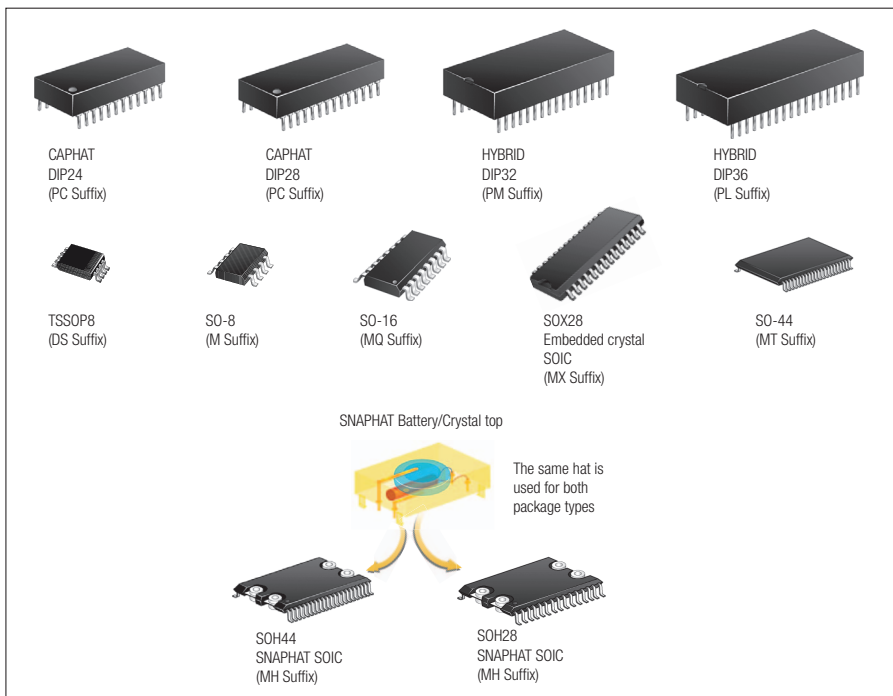 CAPHAT
DIP24
(PC Suffix)
CAPHAT
DIP28
(PC Suffix)
HYBRID
DIP32
(PM Suffix)
HYBRID
DIP36
(PL Suffix)
TSSOP8
(DS Suffix)
SO-8
(M Suffix)
SO-16
(MQ Suffix)
SOX28
Embedded crystal
SOIC
(MX Suffix)
SO-44
(MT Suffix)
SNAPHAT Battery/Crystal top
The same hat is
used for both
package types
SOH44
SNAPHAT SOIC
(MH Suffix)
SOH28
SNAPHAT SOIC
(MH Suffix)